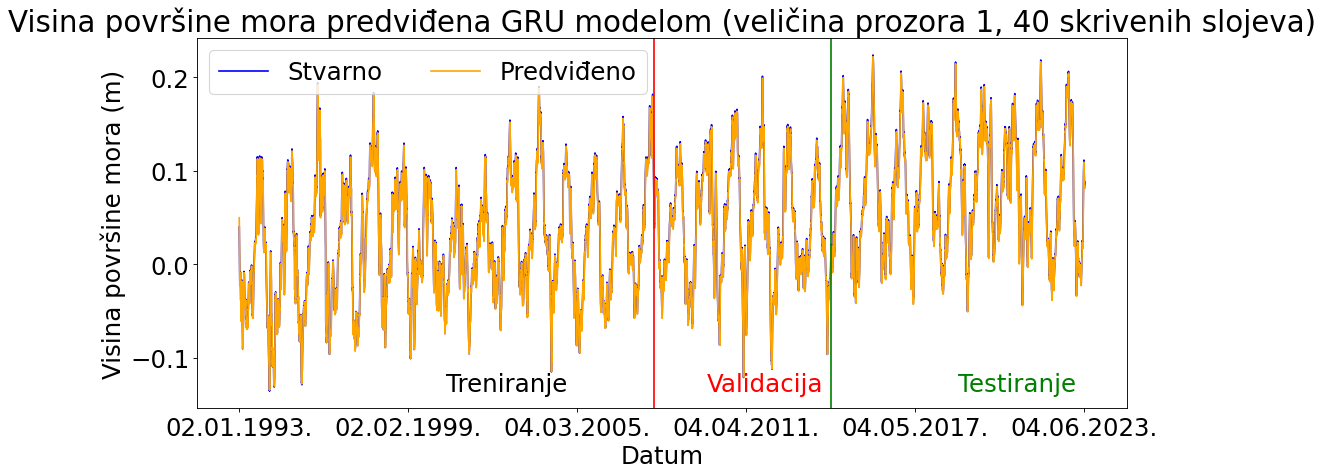 Visina površine mora predviđena GRU modelom (veličina prozora 1, 40 skrivenih slojeva)
Stvarno
Predviđeno
Visina površine mora (m)
0.2
0.1
0.0
−0.1
Treniranje
Validacija
Testiranje
02.01.1993.
02.02.1999.
04.03.2005.
04.04.2011.
04.05.2017.
04.06.2023.
Datum